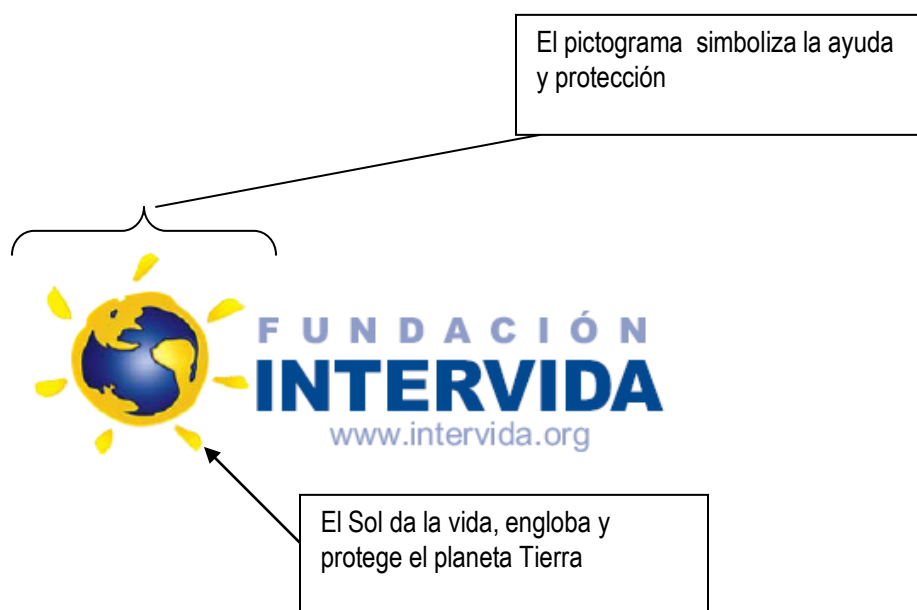 El pictograma simboliza la ayuda
y protección
FUNDACIÓN
INTERVIDA
www.intervida.org
El Sol da la vida, engloba y
protege el planeta Tierra